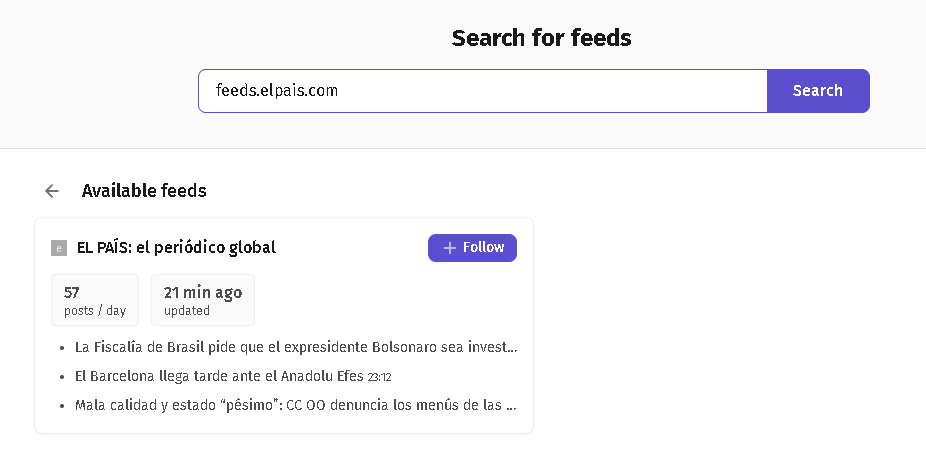 Search for feeds
feeds.elpais.com
Search
Available feeds
e
EL PAÍS: el periódico global
Follow
57
posts / day
21 min ago
updated
La Fiscalía de Brasil pide que el expresidente Bolsonaro sea invest...
El Barcelona llega tarde ante el Anadolu Efes 23:12
Mala calidad y estado “pésimo”: CC OO denuncia los menús de las ...